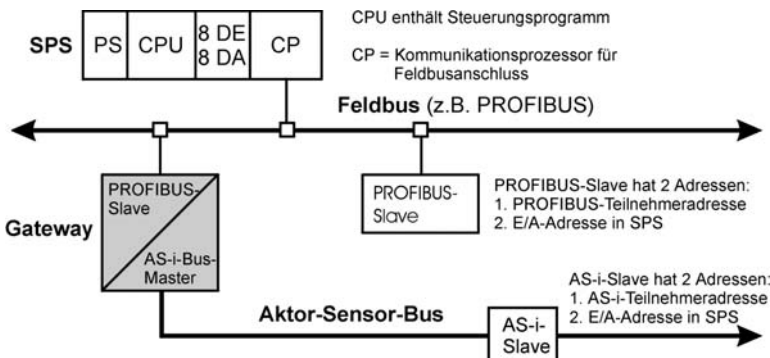 SPS
PS
CPU
8 DE
8 DA
CP
CPU enthält Steuerungsprogramm
CP = Kommunikationsprozessor für
Feldbusanschluss
Feldbus (z.B. PROFIBUS)
Gateway
PROFIBUS-
Slave
AS-i-Bus-
Master
PROFIBUS-
Slave
PROFIBUS-Slave hat 2 Adressen:
1. PROFIBUS-Teilnehmeradresse
2. E/A-Adresse in SPS
Aktor-Sensor-Bus
AS-i-
Slave
AS-i-Slave hat 2 Adressen:
1. AS-i-Teilnehmeradresse
2. E/A-Adresse in SPS